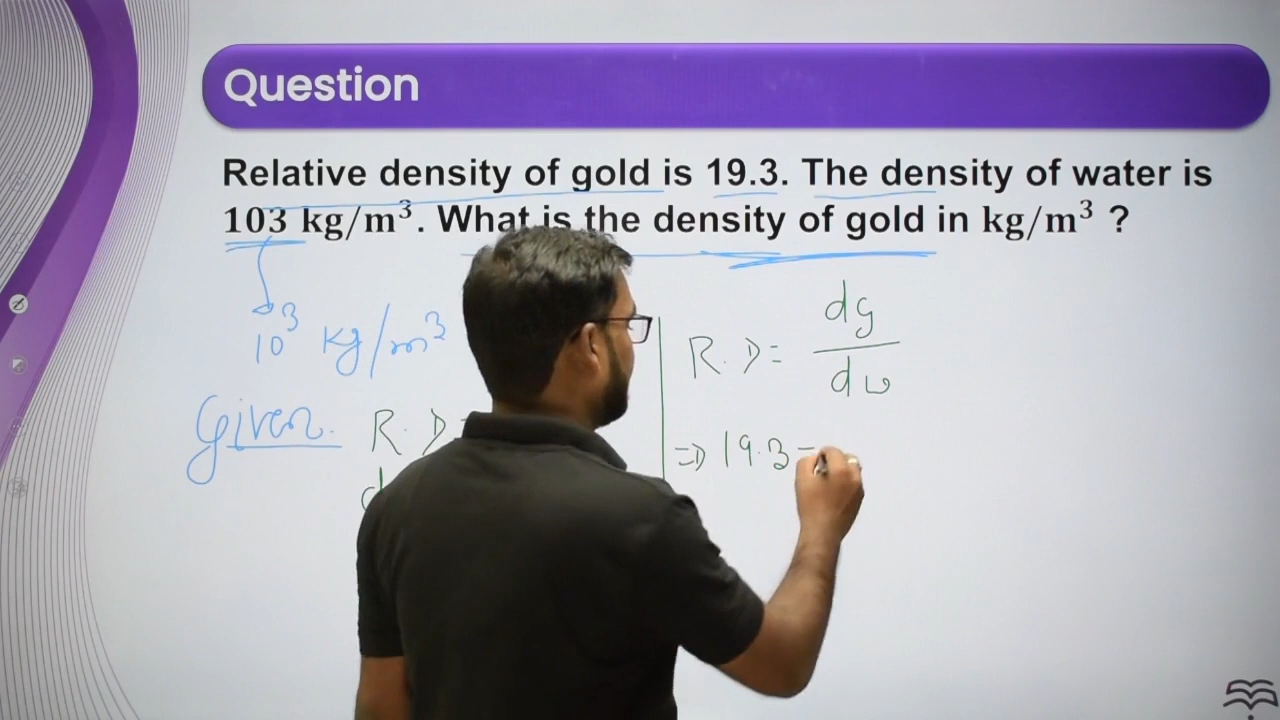 Question
Relative density of gold is 19.3. The density of water is
103 kg/m³. What is the density of gold in kg/m³ ?
10³ kg/m³
Given. R. D =
d
R. D = dg / dw
⇒ 19.3 =